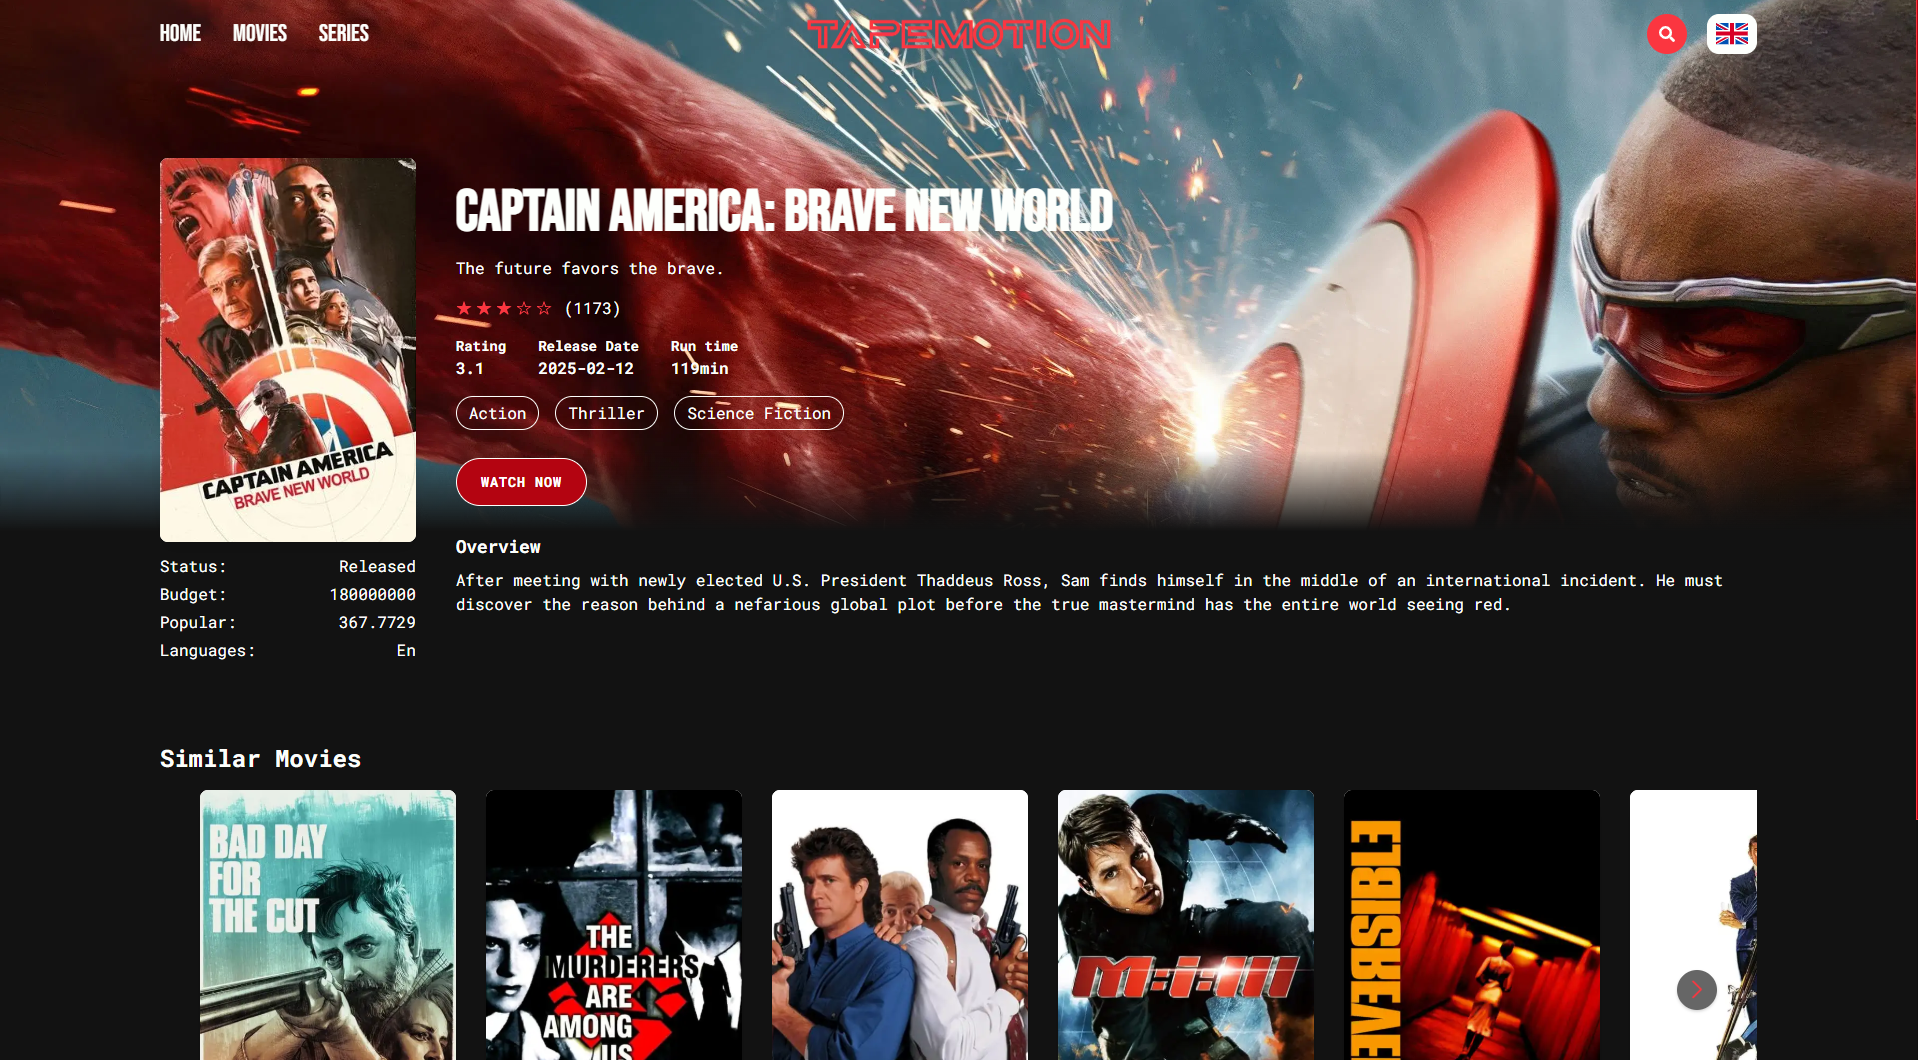 HOME MOVIES SERIES
TAPEMOTION
CAPTAIN AMERICA
BRAVE NEW WORLD
CAPTAIN AMERICA: BRAVE NEW WORLD
The future favors the brave.
(1173)
Rating Release Date Run time
3.1 2025-02-12 119min
Action Thriller Science Fiction
WATCH NOW
Overview
After meeting with newly elected U.S. President Thaddeus Ross, Sam finds himself in the middle of an international incident. He must
discover the reason behind a nefarious global plot before the true mastermind has the entire world seeing red.
Status: Released
Budget: 180000000
Popular: 367.7729
Languages: En
Similar Movies
BAD DAY
FOR
THE CUT
THE
MURDERERS
ARE
AMONG
US
M:i:III
EVERSIBLE